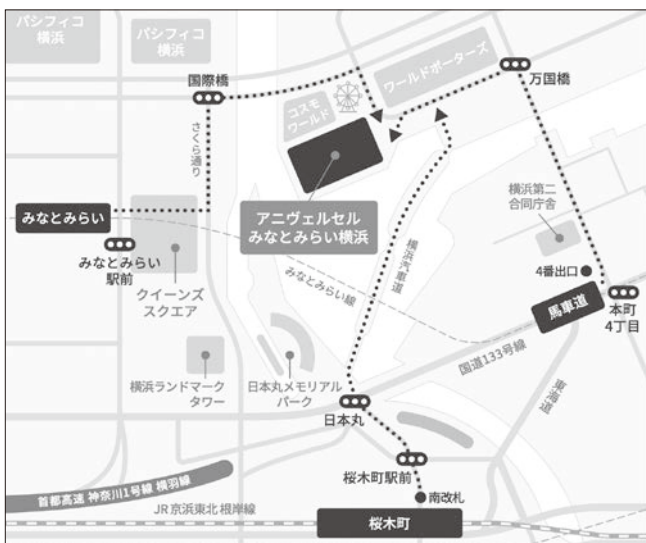 パシフィコ
横浜
パシフィコ
横浜
国際橋
ワールドポーターズ
万国橋
コスモ
ワールド
さくら通り
横浜第二
合同庁舎
みなとみらい
アニヴェルセル
みなとみらい横浜
みなとみらい
駅前
クイーンズ
スクエア
みなとみらい線
横浜汽車道
4番出口
馬車道
本町
4丁目
国道133号線
横浜ランドマーク
タワー
日本丸メモリアル
パーク
東海道
日本丸
桜木町駅前
首都高速 神奈川1号線 横羽線
南改札
JR京浜東北 根岸線
桜木町